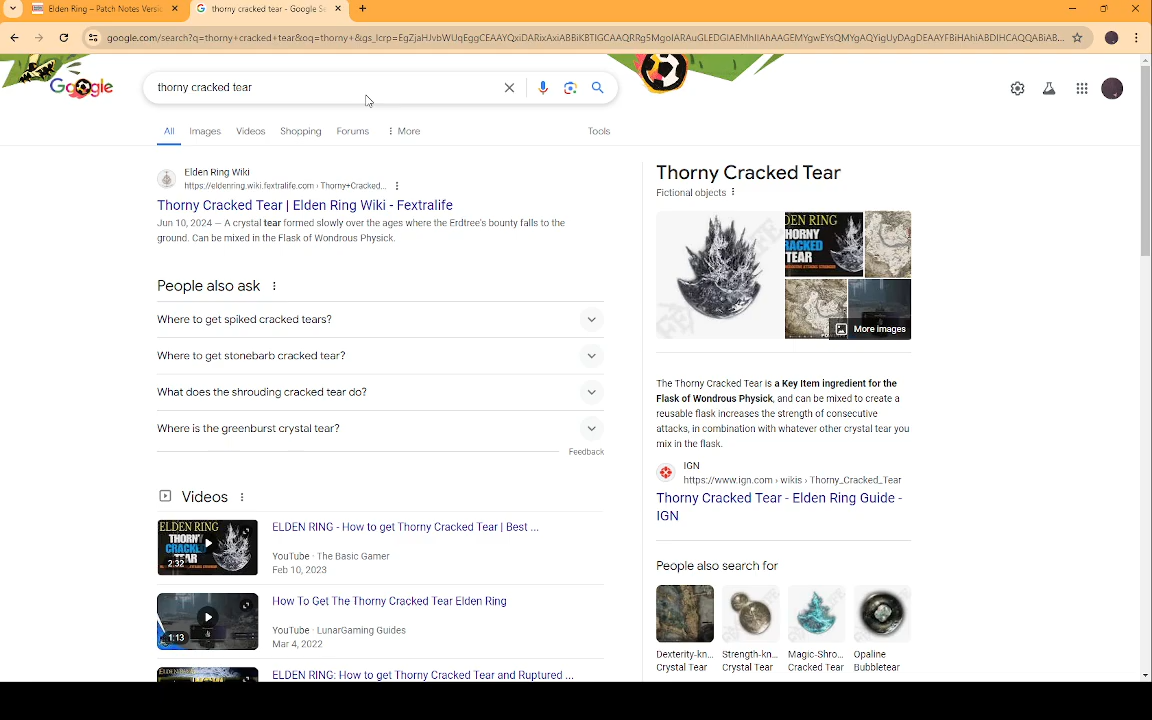 Elden Ring – Patch Notes Versi
thorny cracked tear - Google Se
google.com/search?q=thorny+cracked+tear&oq=thorny+&gs_lcrp=
Google
thorny cracked tear
All Images Videos Shopping Forums More Tools
Elden Ring Wiki
https://eldenring.wiki.fextralife.com › Thorny+Cracked...
Thorny Cracked Tear | Elden Ring Wiki - Fextralife
Jun 10, 2024 — A crystal tear formed slowly over the ages where the Erdtree's bounty falls to the
ground. Can be mixed in the Flask of Wondrous Physick.
People also ask
Where to get spiked cracked tears?
Where to get stonebarb cracked tear?
What does the shrouding cracked tear do?
Where is the greenburst crystal tear?
Feedback
Videos
ELDEN RING
THORNY
CRACKED
TEAR
2:32
ELDEN RING - How to get Thorny Cracked Tear | Best ...
YouTube · The Basic Gamer
Feb 10, 2023
1:13
How To Get The Thorny Cracked Tear Elden Ring
YouTube · LunarGaming Guides
Mar 4, 2022
ELDEN RING: How to get Thorny Cracked Tear and Ruptured ...
Thorny Cracked Tear
Fictional objects
DEN RING
HORNY
CRACKED
TEAR
More images
The Thorny Cracked Tear is a Key Item ingredient for the
Flask of Wondrous Physick, and can be mixed to create a
reusable flask increases the strength of consecutive
attacks, in combination with whatever other crystal tear you
mix in the flask.
IGN
https://www.ign.com › wikis › Thorny_Cracked_Tear
Thorny Cracked Tear - Elden Ring Guide -
IGN
People also search for
Dexterity-kn... Strength-kn... Magic-Shro... Opaline
Crystal Tear Crystal Tear Cracked Tear Bubbletear